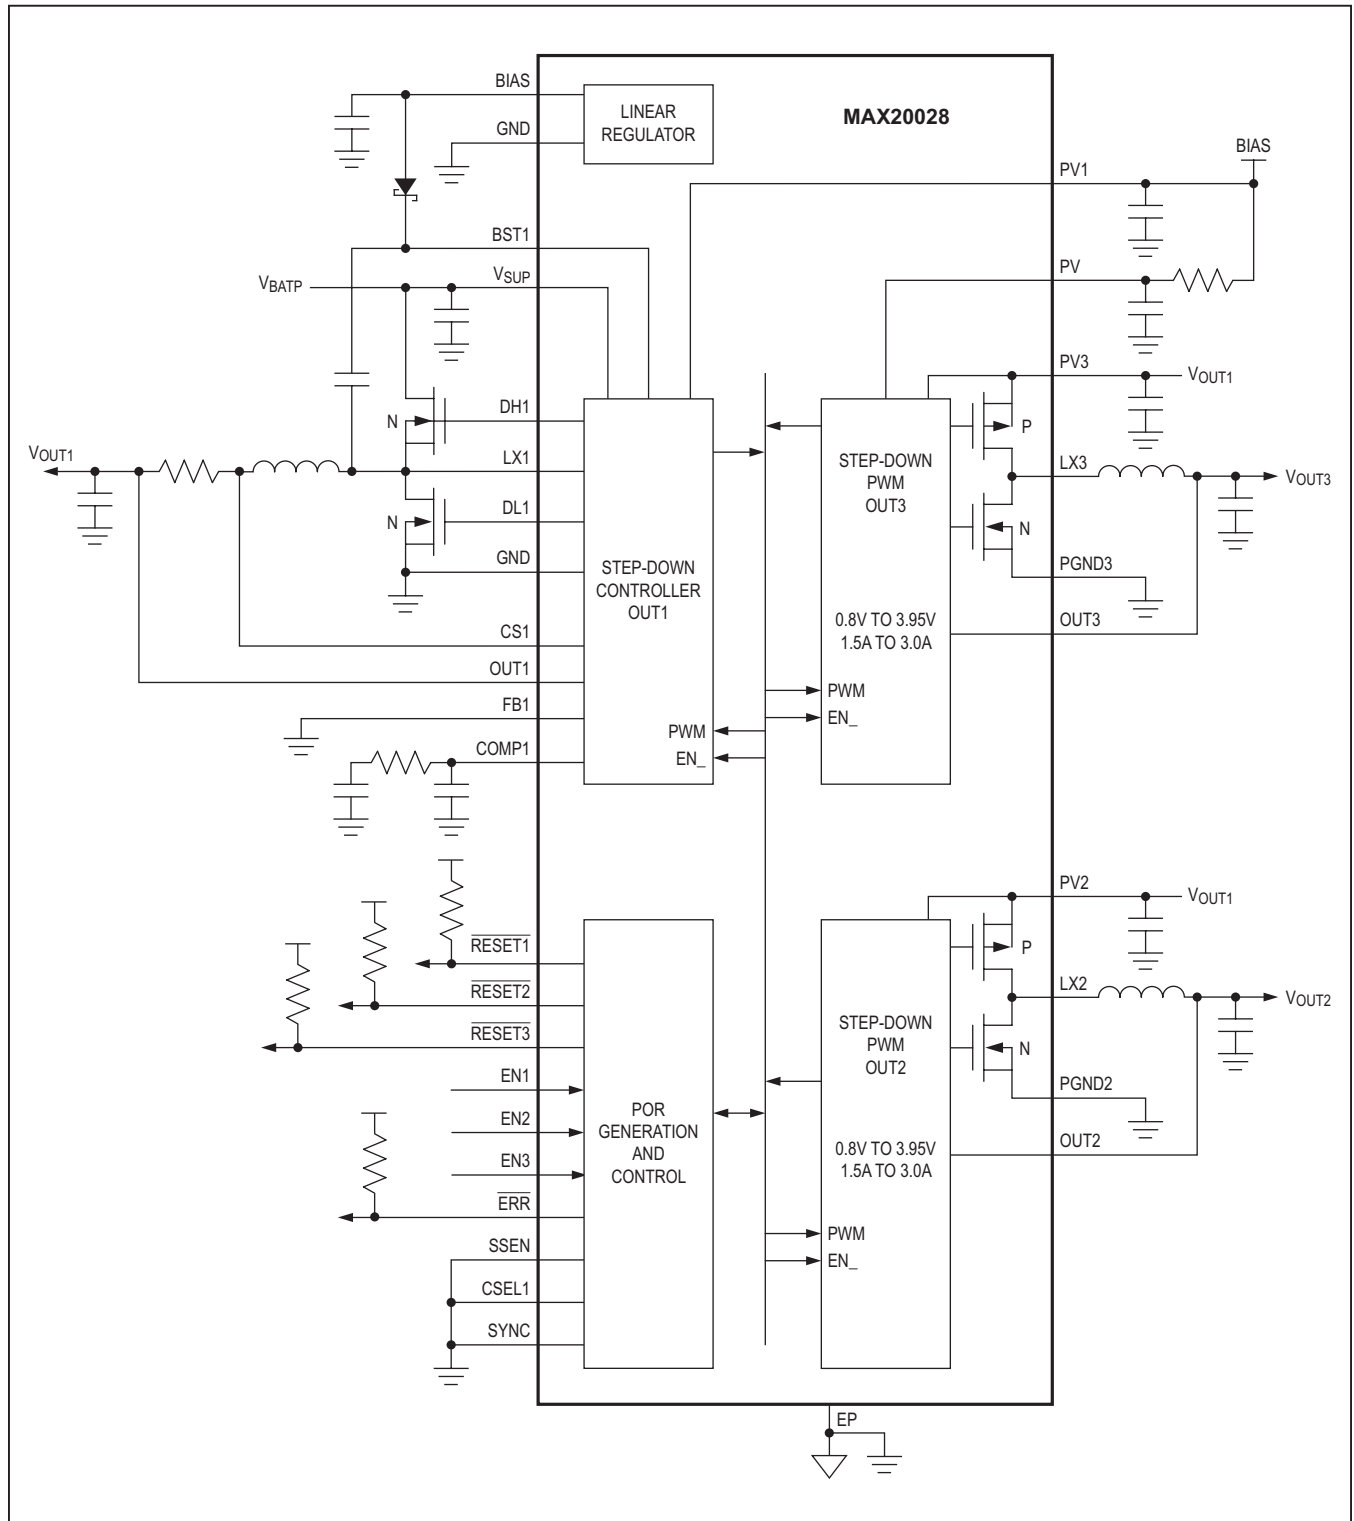 MAX20028
BIAS
GND
LINEAR
REGULATOR
BST1
VBATP
VSUP
N
DH1
VOUT1
LX1
N
DL1
GND
CS1
OUT1
FB1
COMP1
STEP-DOWN
CONTROLLER
OUT1
PWM
EN_
BIAS
PV1
PV
PV3
VOUT1
P
STEP-DOWN
PWM
OUT3
LX3
VOUT3
N
PGND3
0.8V TO 3.95V
1.5A TO 3.0A
OUT3
PWM
EN_
RESET1
RESET2
RESET3
EN1
EN2
EN3
ERR
SSEN
CSEL1
SYNC
POR
GENERATION
AND
CONTROL
PV2
VOUT1
P
STEP-DOWN
PWM
OUT2
LX2
VOUT2
N
PGND2
0.8V TO 3.95V
1.5A TO 3.0A
OUT2
PWM
EN_
EP